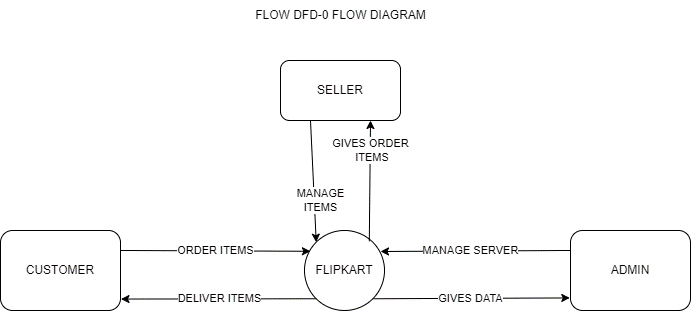 FLOW DFD-0 FLOW DIAGRAM
SELLER
GIVES ORDER
ITEMS
MANAGE
ITEMS
ORDER ITEMS
MANAGE SERVER
CUSTOMER
FLIPKART
ADMIN
DELIVER ITEMS
GIVES DATA